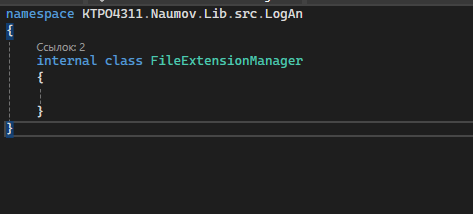 namespace KTPO4311.Naumov.Lib.src.LogAn
{
Ссылок: 2
internal class FileExtensionManager
{
}
}